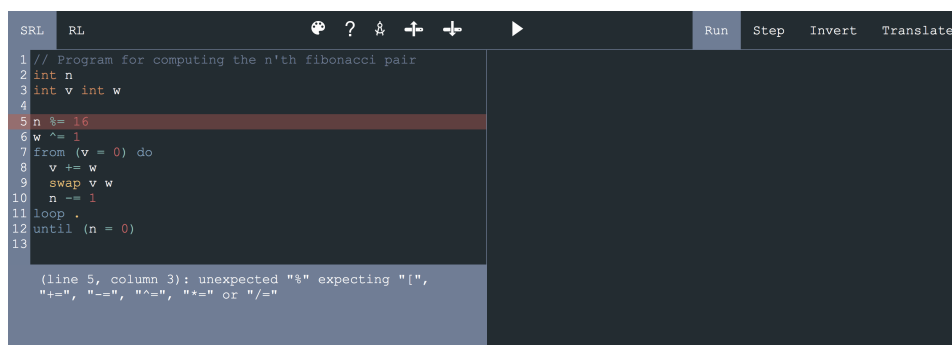 SRL RL ? Run Step Invert Translate
1 // Program for computing the n'th fibonacci pair
2 int n
3 int v int w
4
5 n %= 16
6 w ^= 1
7 from (v = 0) do
8   v += w
9   swap v w
10   n -= 1
11 loop .
12 until (n = 0)
13
(line 5, column 3): unexpected "%" expecting "[",
"+=", "-=", "^=", "*=" or "/="